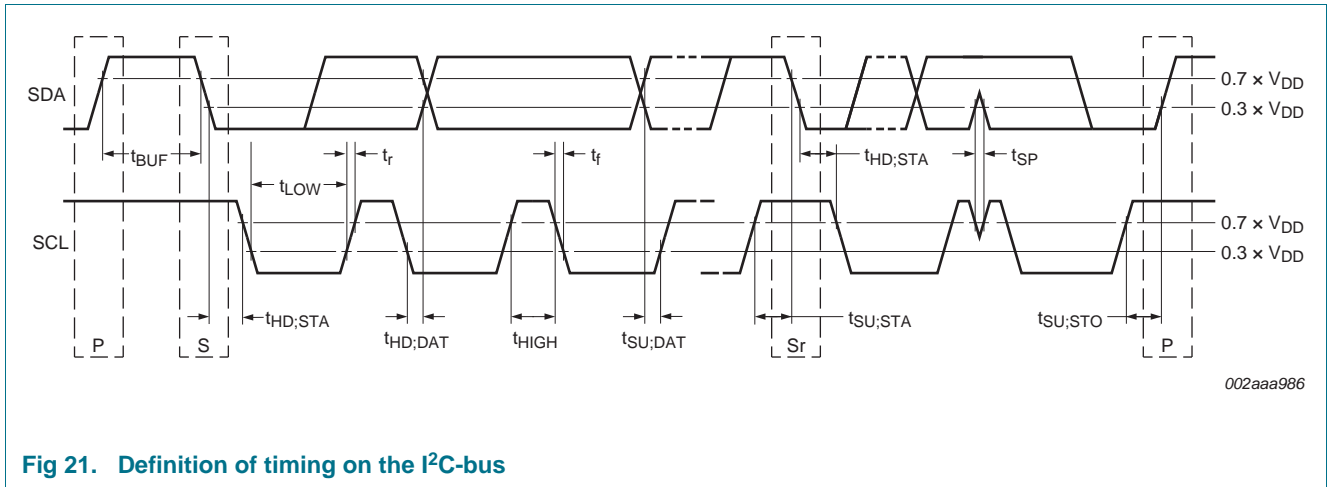 SDA
0.7 × VDD
0.3 × VDD
tBUF
tr
tf
tHD;STA
tSP
tLOW
SCL
0.7 × VDD
0.3 × VDD
tHD;STA
tHD;DAT
tHIGH
tSU;DAT
tSU;STA
tSU;STO
P
S
Sr
P
002aaa986
Fig 21. Definition of timing on the I²C-bus